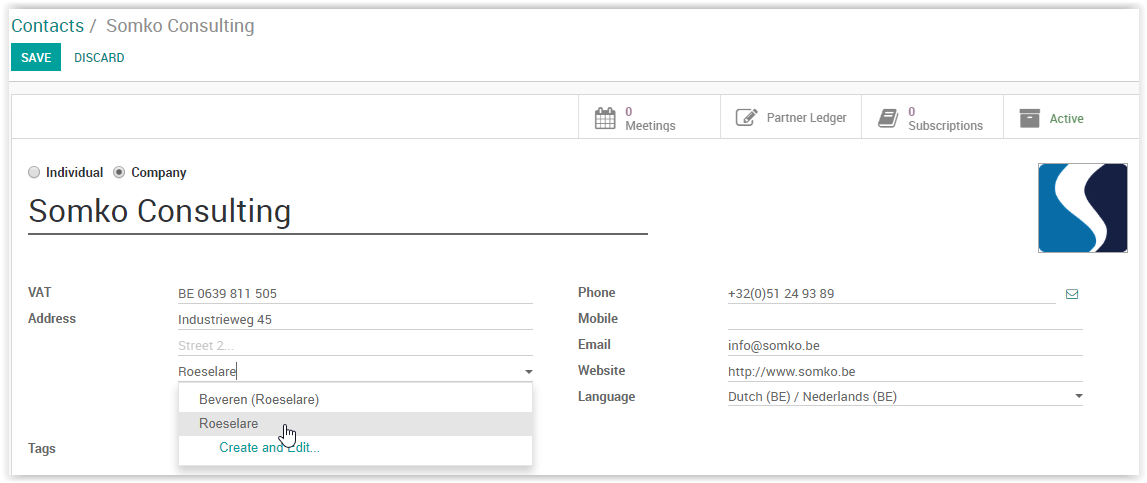 Contacts / Somko Consulting
SAVE DISCARD
0
Meetings
Partner Ledger
0
Subscriptions
Active
Individual Company
Somko Consulting
VAT BE 0639 811 505
Address Industrieweg 45
Street 2...
Roeselare
Beveren (Roeselare)
Roeselare
Create and Edit...
Tags
Phone +32(0)51 24 93 89
Mobile
Email info@somko.be
Website http://www.somko.be
Language Dutch (BE) / Nederlands (BE)